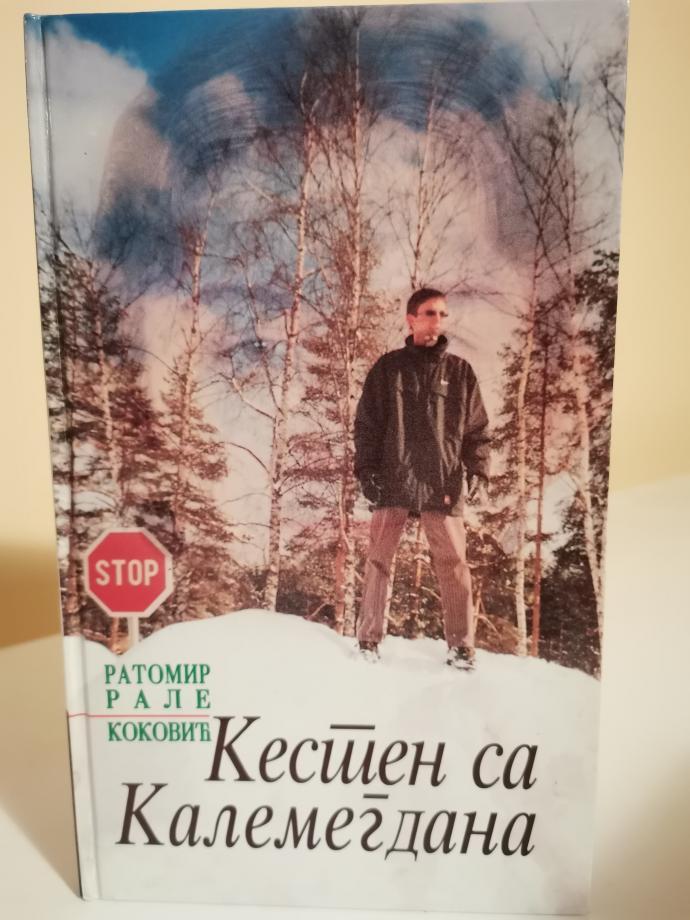 STOP
РАТОМИР
РАЛЕ
КОКОВИЋ
Кестен са
Калемегдана